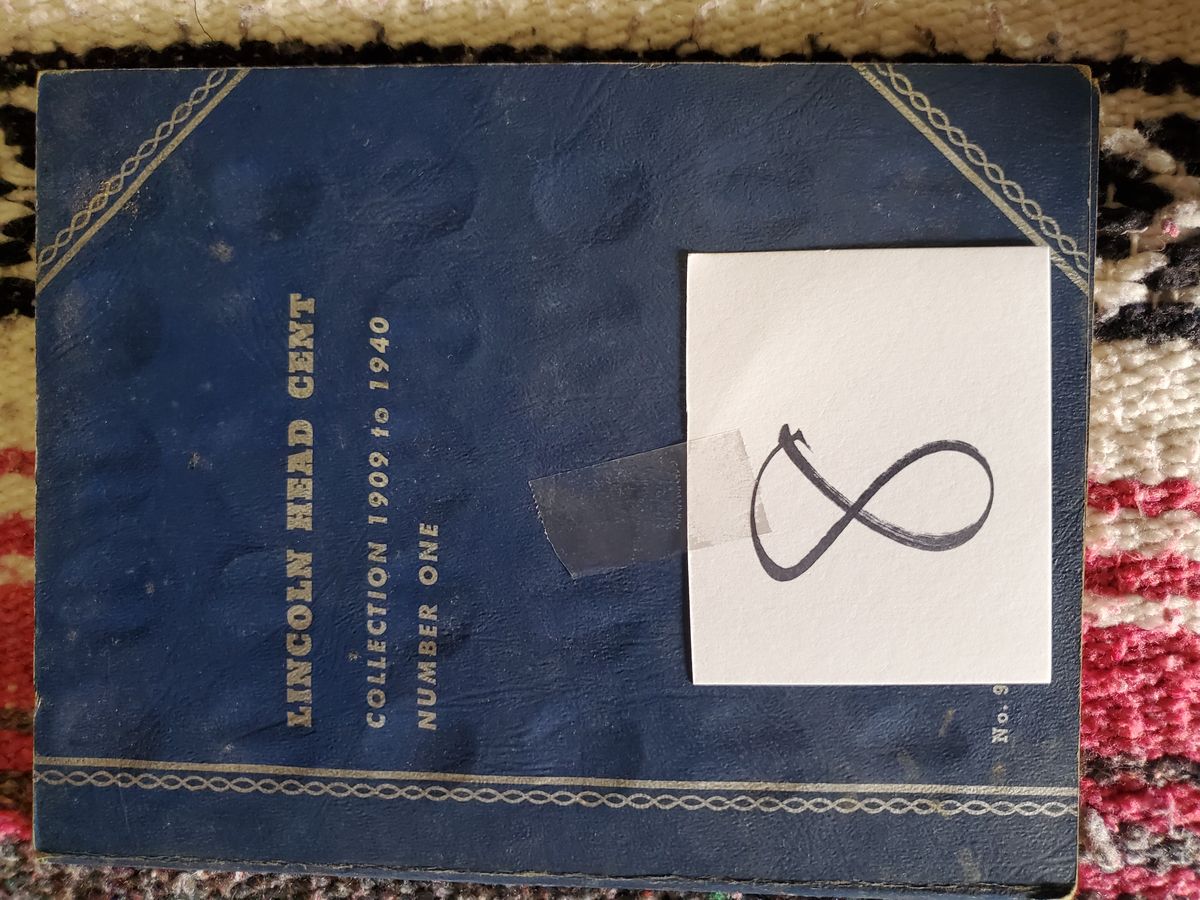 LINCOLN HEAD CENT
COLLECTION 1909 to 1940
NUMBER ONE
8
No. 9